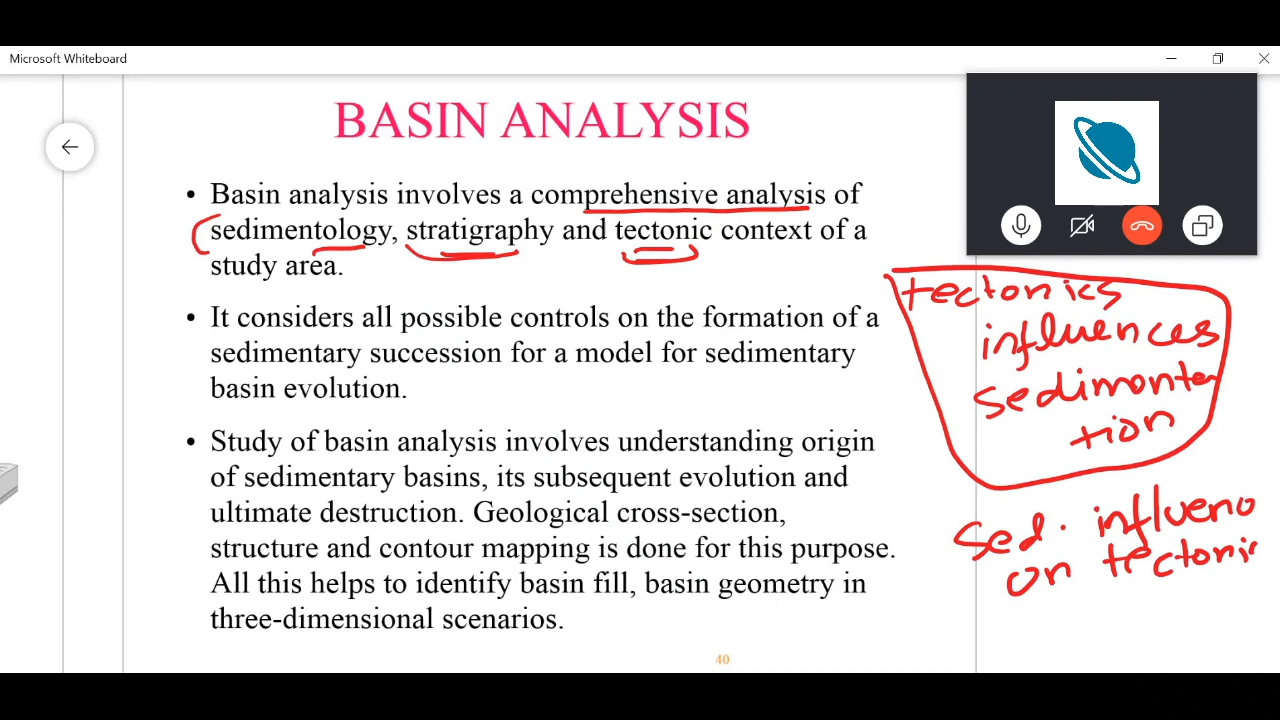 Microsoft Whiteboard
BASIN ANALYSIS
• Basin analysis involves a comprehensive analysis of
sedimentology, stratigraphy and tectonic context of a
study area.
• It considers all possible controls on the formation of a
sedimentary succession for a model for sedimentary
basin evolution.
• Study of basin analysis involves understanding origin
of sedimentary basins, its subsequent evolution and
ultimate destruction. Geological cross-section,
structure and contour mapping is done for this purpose.
All this helps to identify basin fill, basin geometry in
three-dimensional scenarios.
40
tectonics
influences
sedimonta
tion
Sed. influenc
on tectoni